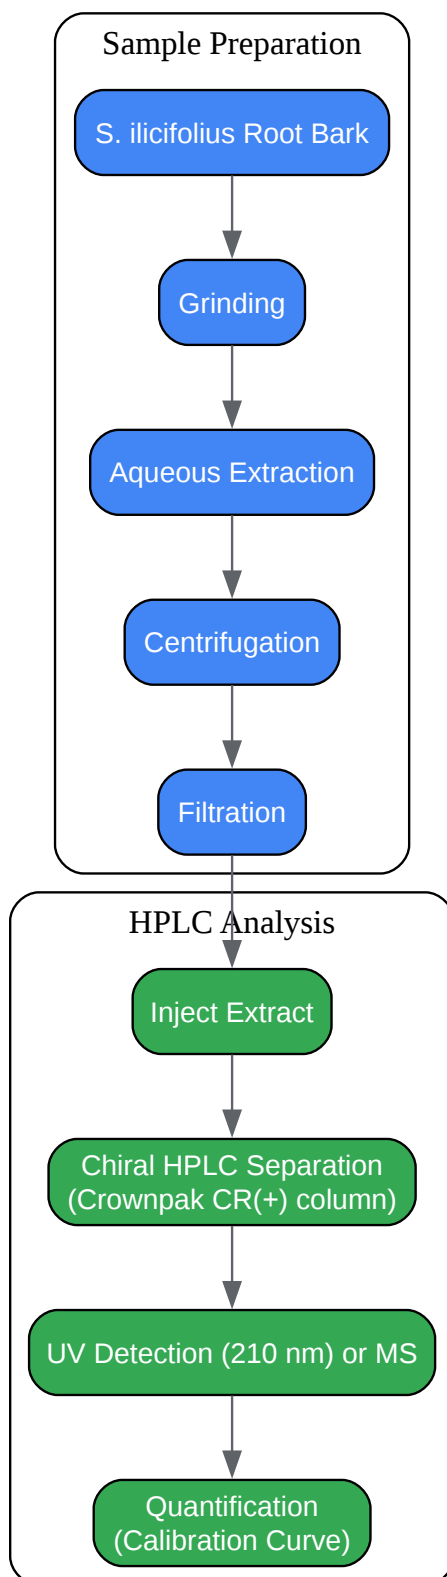 Sample Preparation
S. ilicifolius Root Bark
Grinding
Aqueous Extraction
Centrifugation
Filtration
HPLC Analysis
Inject Extract
Chiral HPLC Separation
(Crownpak CR(+) column)
UV Detection (210 nm) or MS
Quantification
(Calibration Curve)